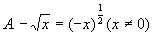 A − √x = (−x)^{1/2} (x ≠ 0)